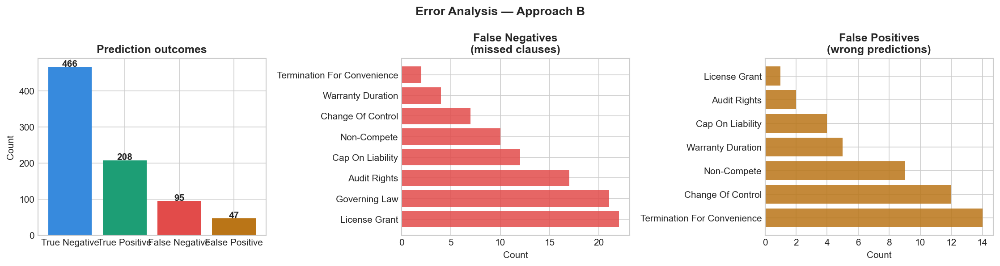 Error Analysis — Approach B
Prediction outcomes
Count
400
300
200
100
0
466
208
95
47
True Negative
True Positive
False Negative
False Positive
False Negatives
(missed clauses)
Termination For Convenience
Warranty Duration
Change Of Control
Non-Compete
Cap On Liability
Audit Rights
Governing Law
License Grant
0 5 10 15 20
Count
False Positives
(wrong predictions)
License Grant
Audit Rights
Cap On Liability
Warranty Duration
Non-Compete
Change Of Control
Termination For Convenience
0 2 4 6 8 10 12 14
Count